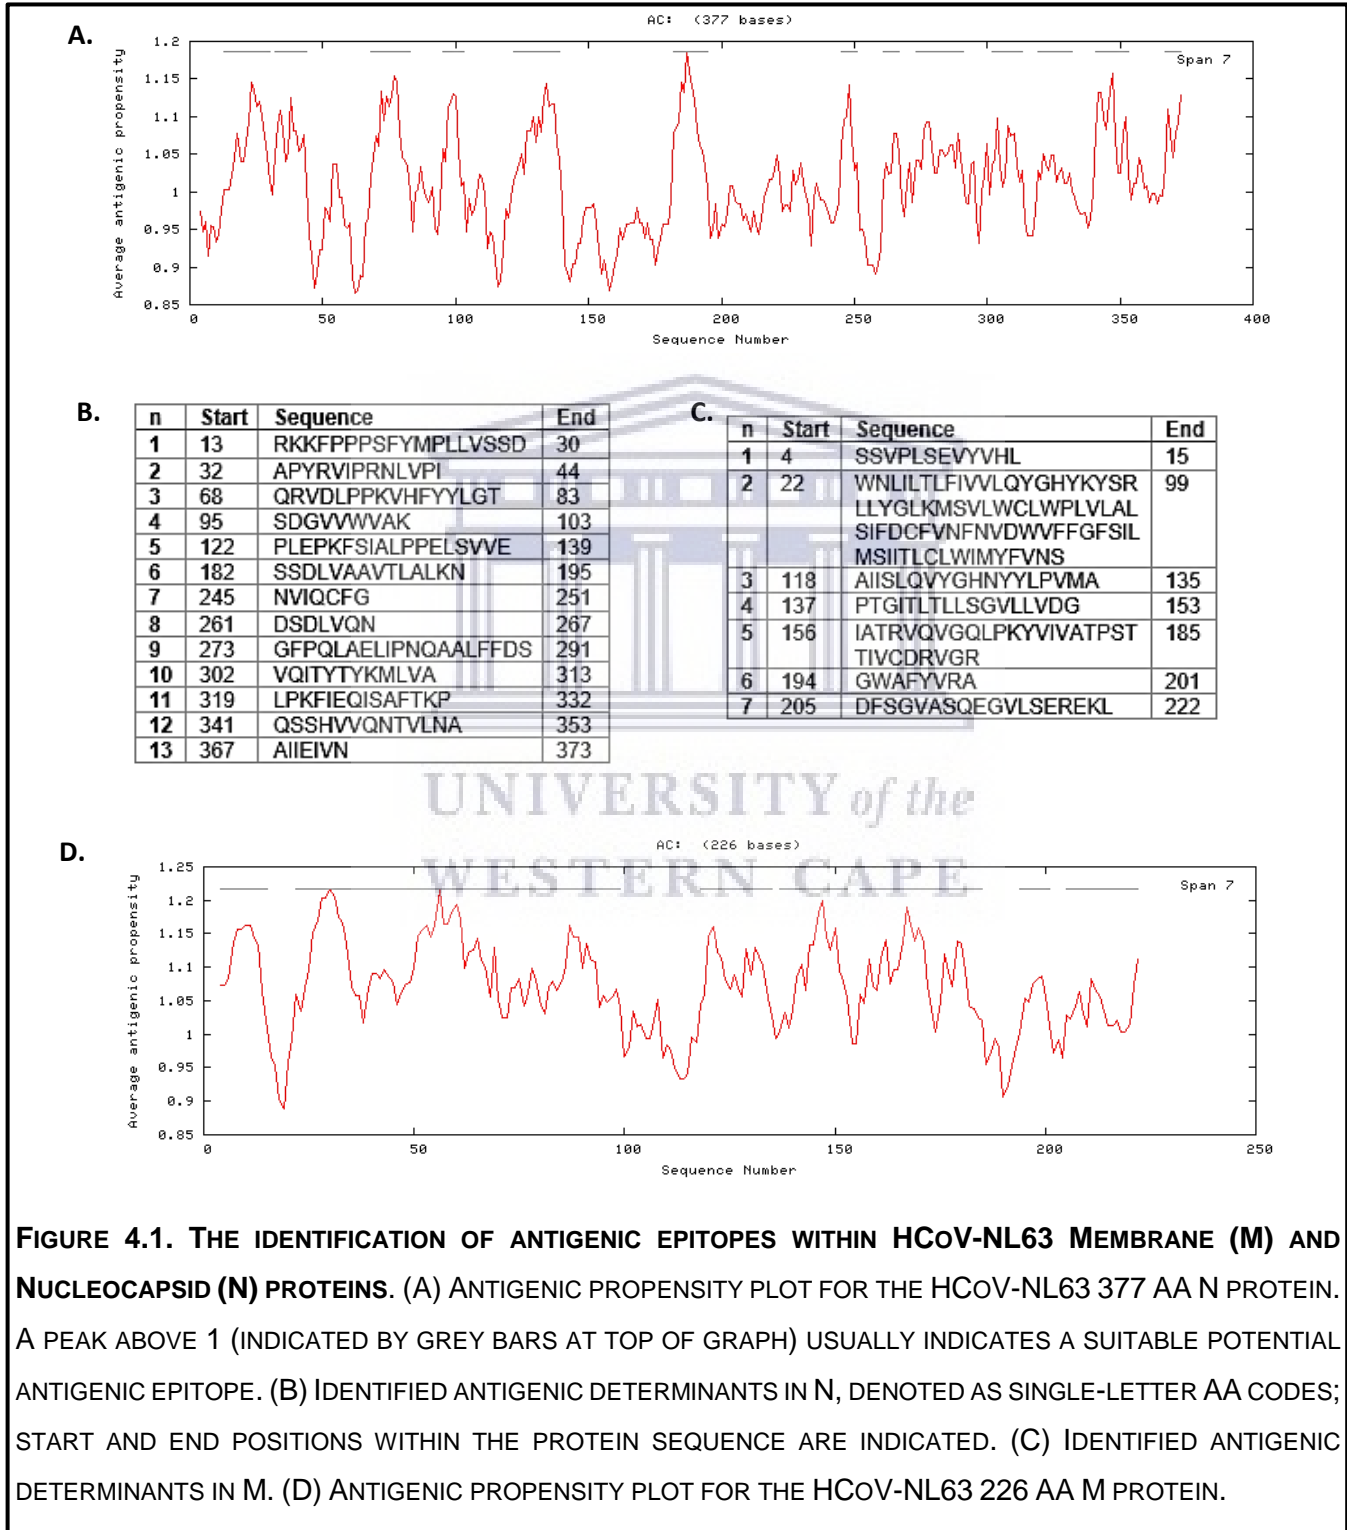 A.
AC: (377 bases)
Average antigenic propensity
1.2
1.15
1.1
1.05
1
0.95
0.9
0.85
Span 7
0 50 100 150 200 250 300 350 400
Sequence Number
B.
n Start Sequence End
1 13 RKKFPPPSFYMPLLVSSD 30
2 32 APYRVIPRNLVPI 44
3 68 QRVDLPPKVHFYYLGT 83
4 95 SDGVVWVAK 103
5 122 PLEPKFSIALPPELSVVE 139
6 182 SSDLVAAVTLALKN 195
7 245 NVIQCFG 251
8 261 DSDLVQN 267
9 273 GFPQLAELIPNQAALFFDS 291
10 302 VQITYTYKMLVA 313
11 319 LPKFIEQISAFTKP 332
12 341 QSSHVVQNTVLNA 353
13 367 AIIEIVN 373
C.
n Start Sequence End
1 4 SSVPLSEVYVHL 15
2 22 WNLILTLFIVVLQYGHYKYSR 99
LLYGLKMSVLWCLWPLVLAL
SIFDCFVNFNVDWVFFGFSIL
MSIITLCLWIMYFVNS
3 118 AIISLQVYGHNYYLPVMA 135
4 137 PTGITLTLLSGVLLVDG 153
5 156 IATRVQVGQLPKYVIVATPST 185
TIVCDRVGR
6 194 GWAFYVRA 201
7 205 DFSGVASQEGVLSEREKL 222
UNIVERSITY of the
WESTERN CAPE
D.
AC: (226 bases)
Average antigenic propensity
1.25
1.2
1.15
1.1
1.05
1
0.95
0.9
0.85
Span 7
0 50 100 150 200 250
Sequence Number
FIGURE 4.1. THE IDENTIFICATION OF ANTIGENIC EPITOPES WITHIN HCOV-NL63 MEMBRANE (M) AND
NUCLEOCAPSID (N) PROTEINS. (A) ANTIGENIC PROPENSITY PLOT FOR THE HCOV-NL63 377 AA N PROTEIN.
A PEAK ABOVE 1 (INDICATED BY GREY BARS AT TOP OF GRAPH) USUALLY INDICATES A SUITABLE POTENTIAL
ANTIGENIC EPITOPE. (B) IDENTIFIED ANTIGENIC DETERMINANTS IN N, DENOTED AS SINGLE-LETTER AA CODES;
START AND END POSITIONS WITHIN THE PROTEIN SEQUENCE ARE INDICATED. (C) IDENTIFIED ANTIGENIC
DETERMINANTS IN M. (D) ANTIGENIC PROPENSITY PLOT FOR THE HCOV-NL63 226 AA M PROTEIN.